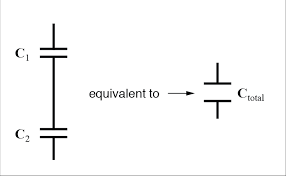 C1
equivalent to
Ctotal
C2